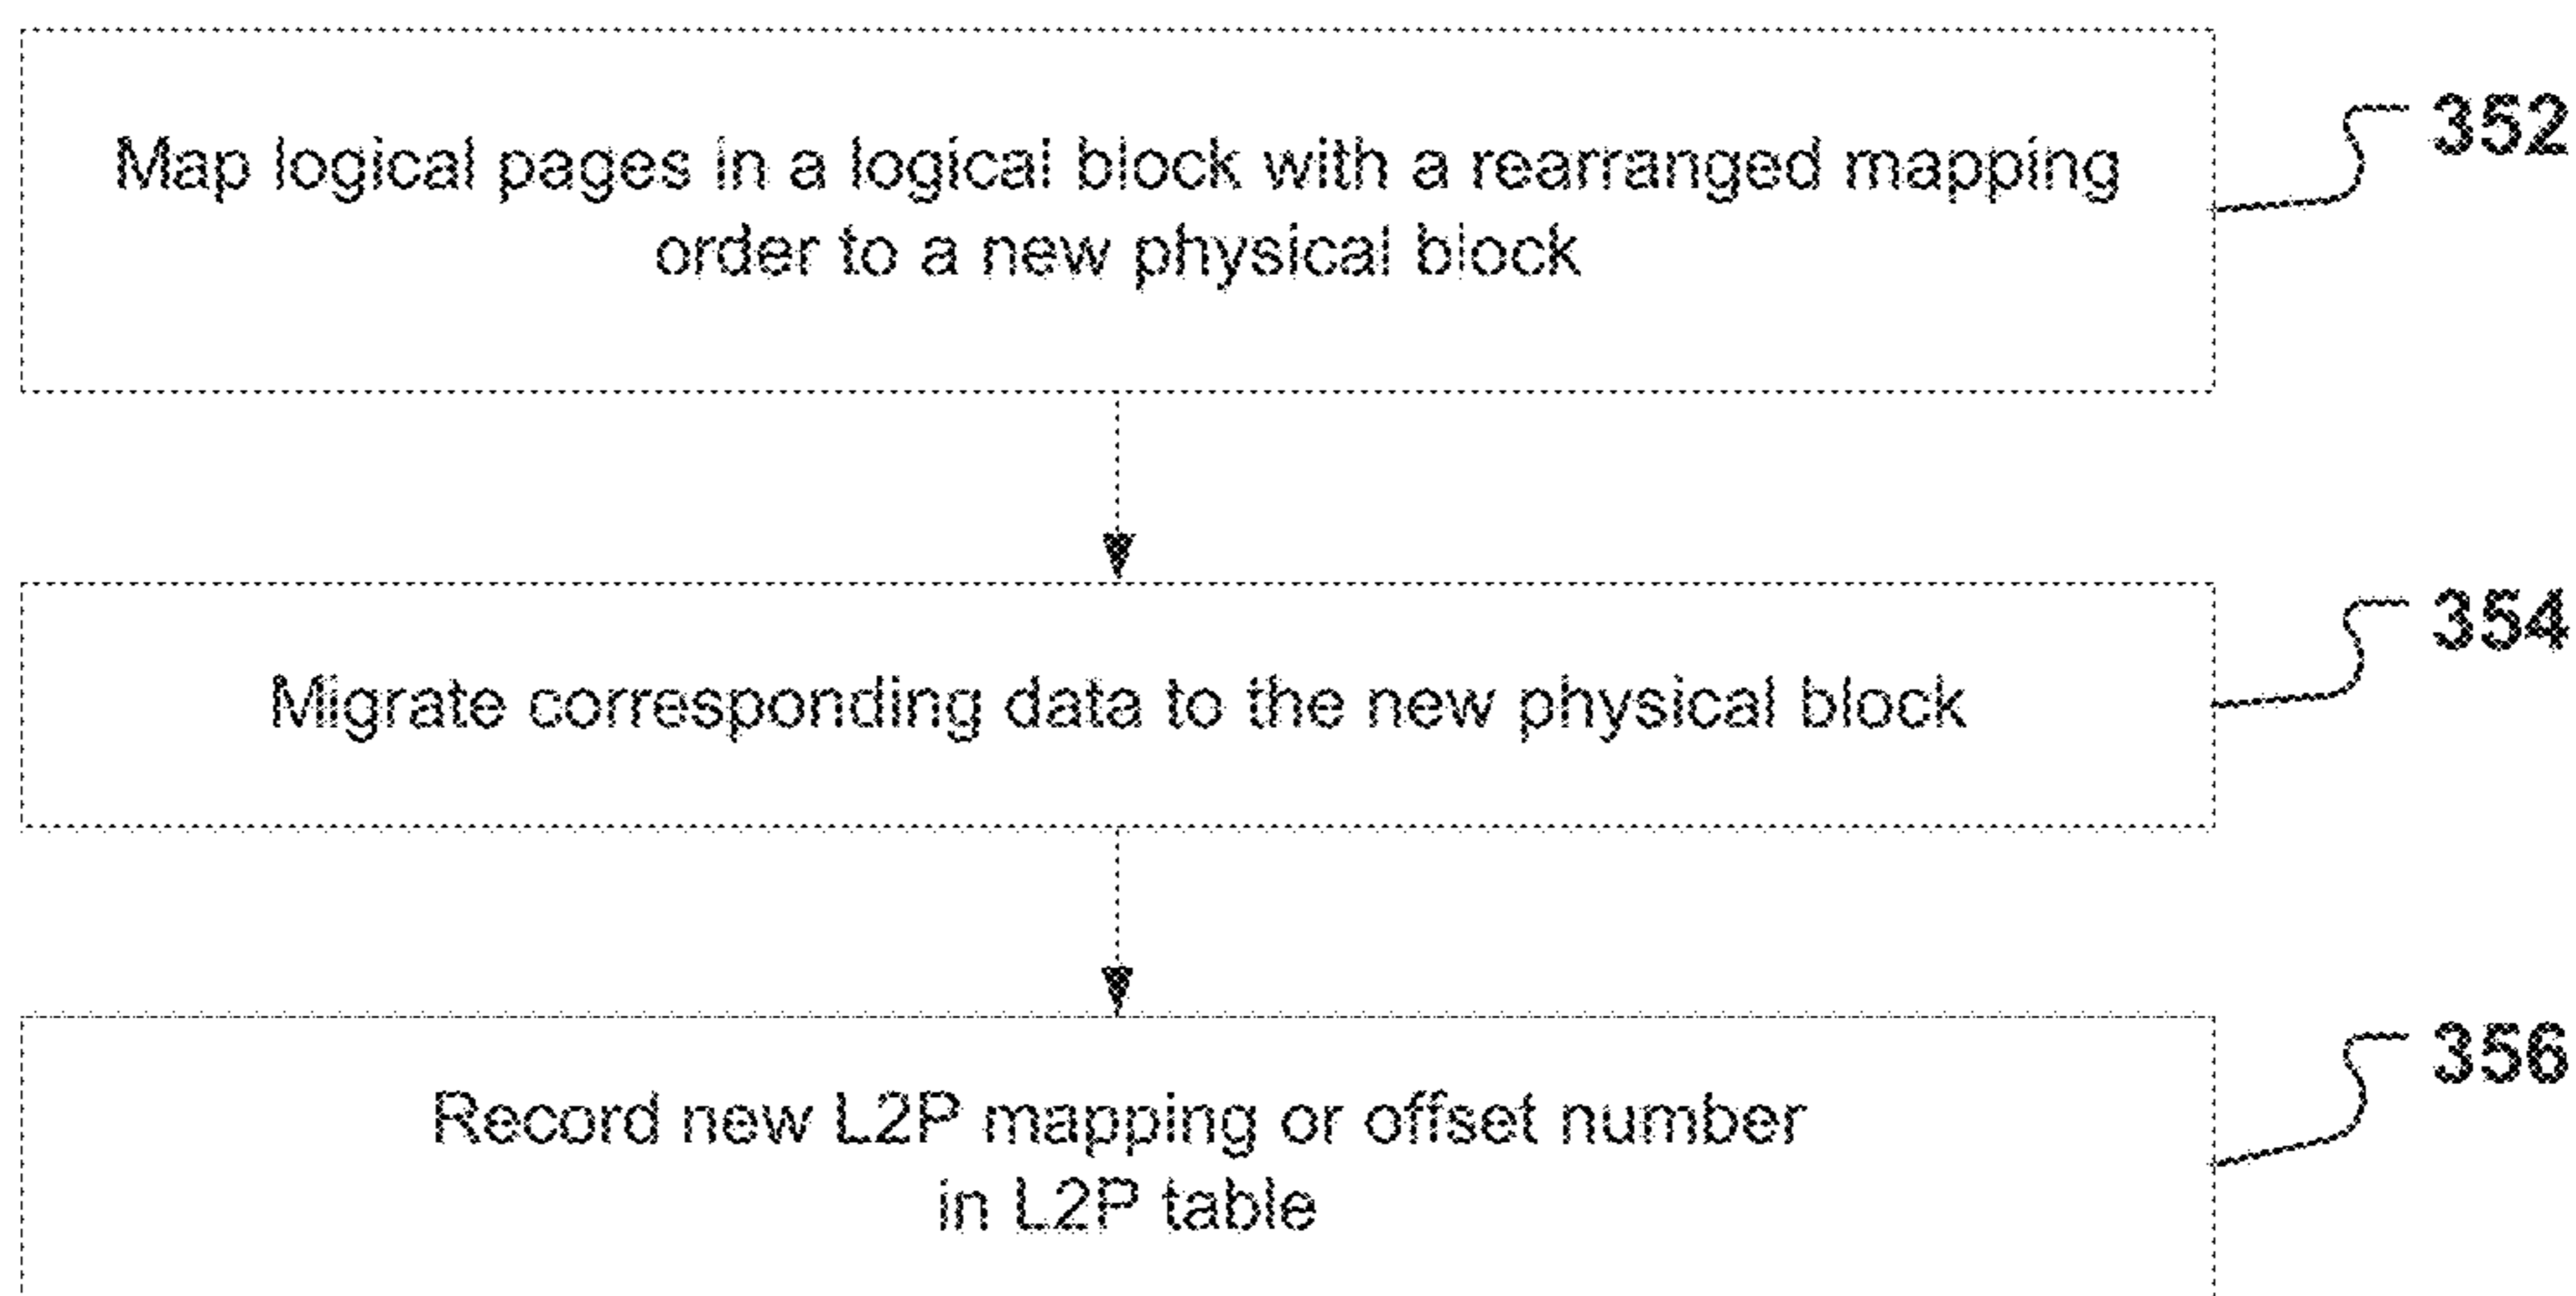 Map logical pages in a logical block with a rearranged mapping
order to a new physical block
352
Migrate corresponding data to the new physical block
354
Record new L2P mapping or offset number
in L2P table
356